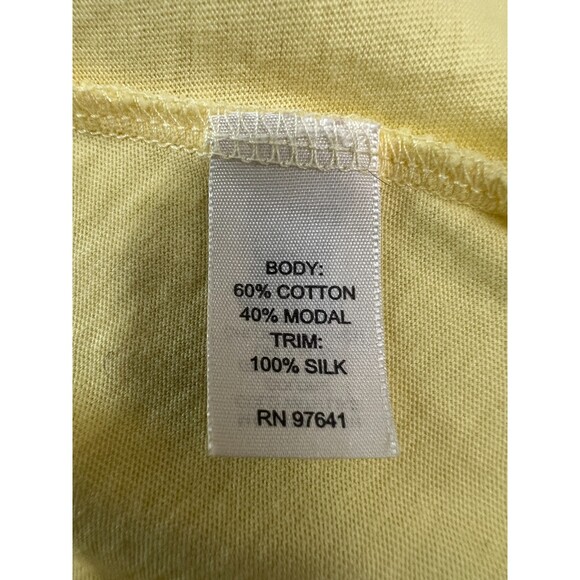 BODY:
60% COTTON
40% MODAL
TRIM:
100% SILK
RN 97641